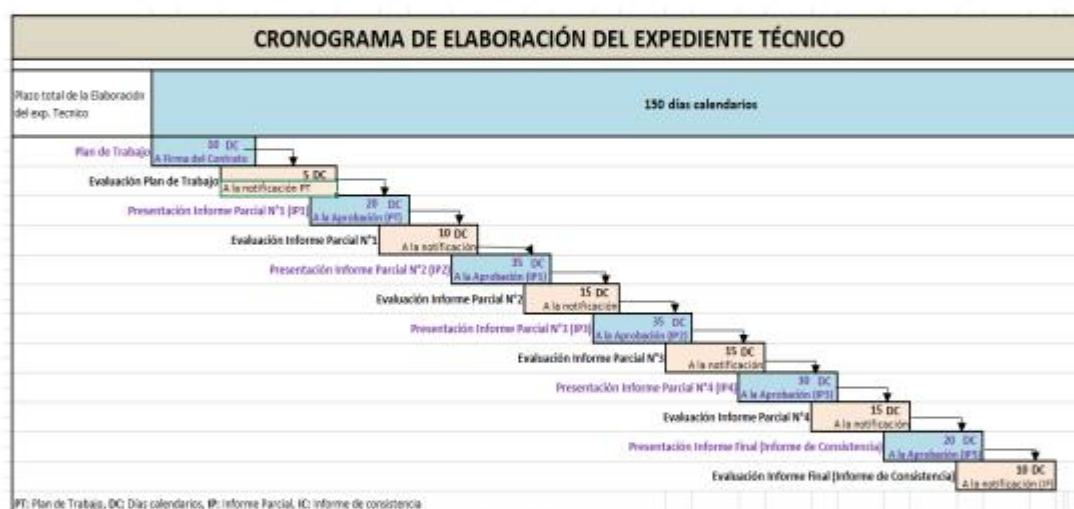 CRONOGRAMA DE ELABORACIÓN DEL EXPEDIENTE TÉCNICO
Plazo total de la Elaboración
del exp. Tecnico
150 días calendarios
Plan de Trabajo
10 DC
A Firma del Contrato
Evaluación Plan de Trabajo
5 DC
A la notificación PT
Presentación Informe Parcial N°1 (IP1)
20 DC
A la Aprobación (PT)
Evaluación Informe Parcial N°1
10 DC
A la notificación
Presentación Informe Parcial N°2 (IP2)
35 DC
A la Aprobación (IP1)
Evaluación Informe Parcial N°2
15 DC
A la notificación
Presentación Informe Parcial N°3 (IP3)
35 DC
A la Aprobación (IP2)
Evaluación Informe Parcial N°3
15 DC
A la notificación
Presentación Informe Parcial N°4 (IP4)
30 DC
A la Aprobación (IP3)
Evaluación Informe Parcial N°4
15 DC
A la notificación
Presentación Informe Final (Informe de Consistencia)
20 DC
A la Aprobación
Evaluación Informe Final (Informe de Consistencia)
10 DC
A la notificación
PT: Plan de Trabajo, DC: Días calendarios, IP: Informe Parcial, IC: Informe de consistencia